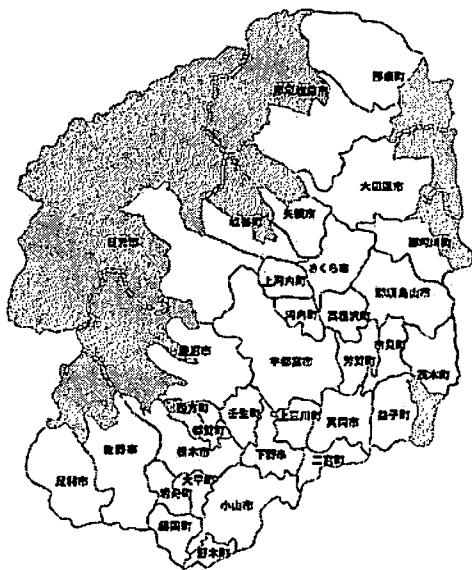 那須町
那須塩原市
大田原市
矢板市
塩谷町
那珂川町
日光市
さくら市
上河内町
那須烏山市
河内町
高根沢町
鹿沼市
宇都宮市
芳賀町
市貝町
茂木町
西方町
壬生町
上三川町
真岡市
益子町
都賀町
栃木市
下野市
二宮町
佐野市
足利市
大平町
岩舟町
小山市
藤岡町
野木町